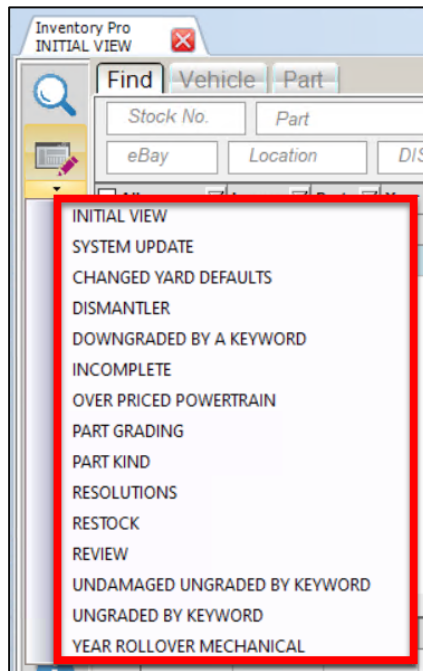 Inventory Pro
INITIAL VIEW
Find Vehicle Part
Stock No. Part
eBay Location DIS
INITIAL VIEW
SYSTEM UPDATE
CHANGED YARD DEFAULTS
DISMANTLER
DOWNGRADED BY A KEYWORD
INCOMPLETE
OVER PRICED POWERTRAIN
PART GRADING
PART KIND
RESOLUTIONS
RESTOCK
REVIEW
UNDAMAGED UNGRADED BY KEYWORD
UNGRADED BY KEYWORD
YEAR ROLLOVER MECHANICAL